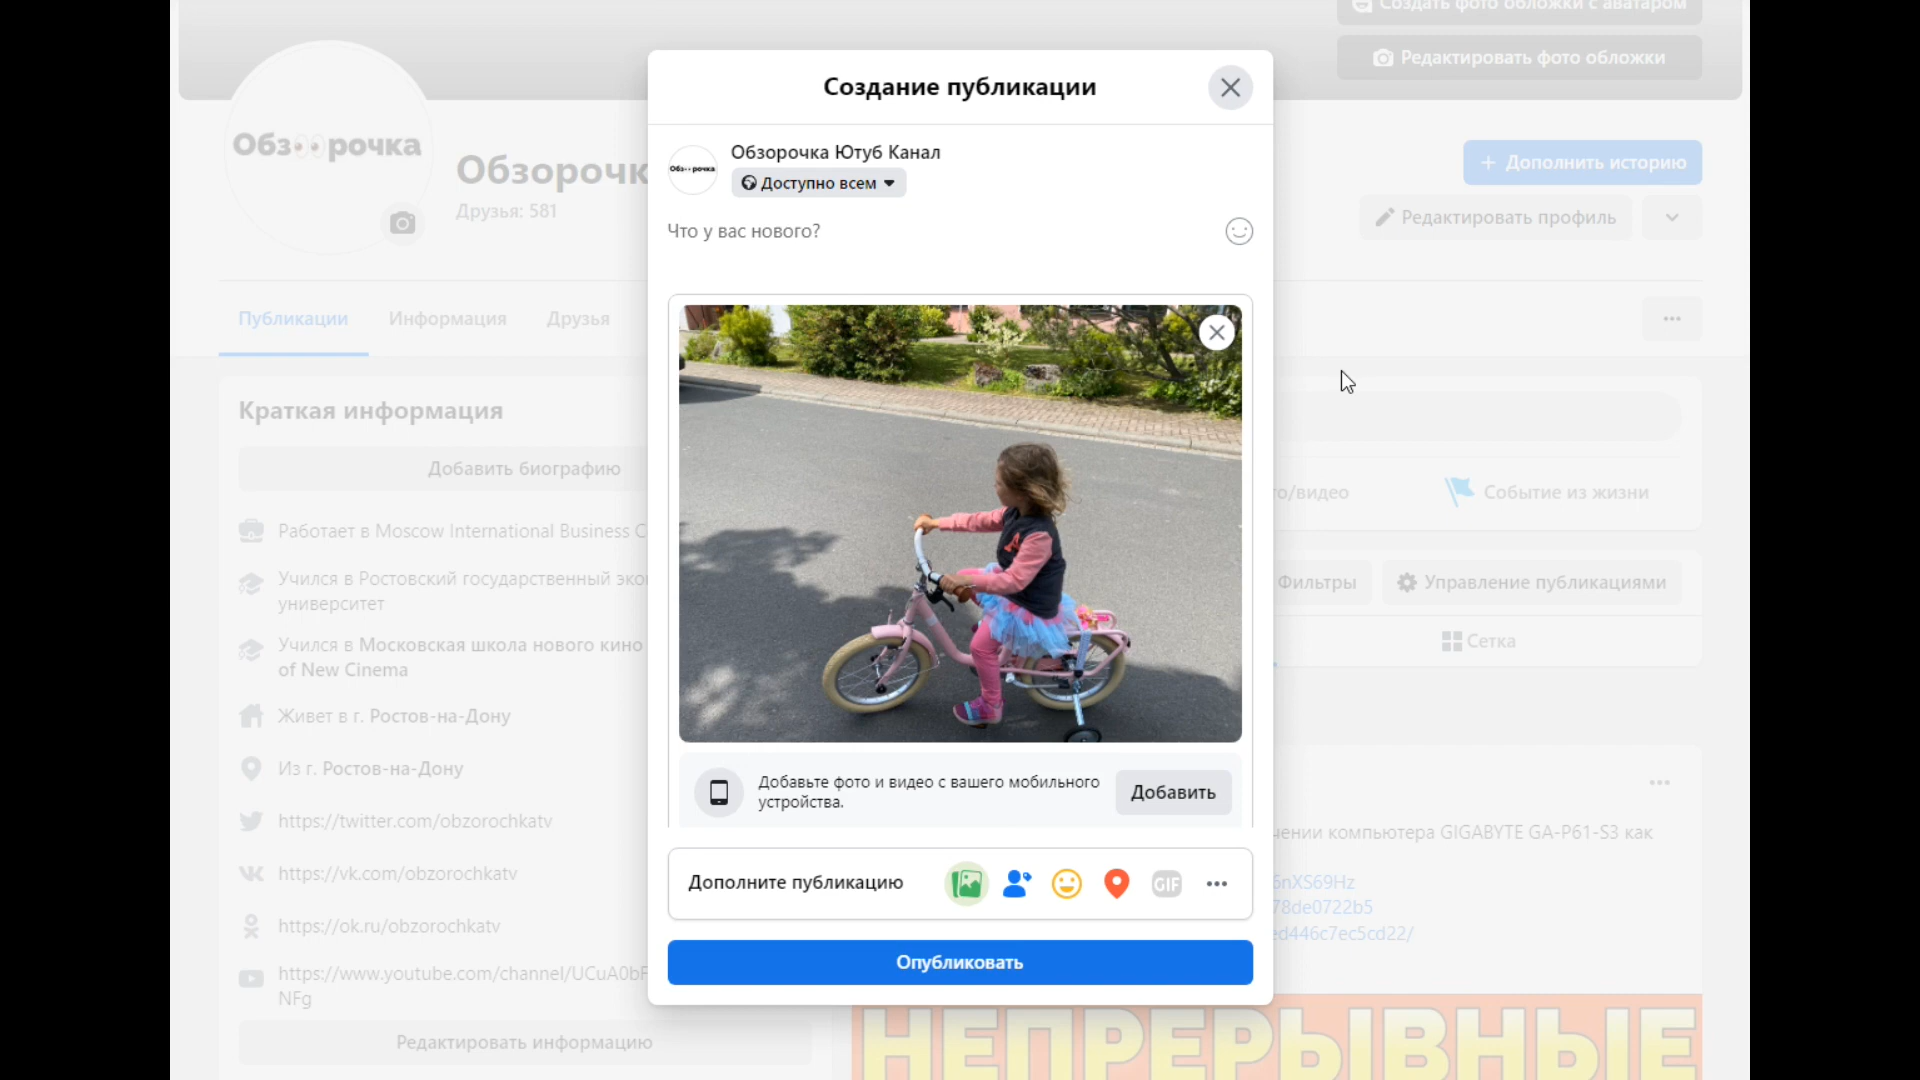 Создать фото обложки с аватаром
Редактировать фото обложки
Создание публикации
Обз👀рочка
Обзорочк
Друзья: 581
Обз👀рочка
Обзорочка Ютуб Канал
Доступно всем
Дополнить историю
Редактировать профиль
Что у вас нового?
Публикации
Информация
Друзья
Краткая информация
Добавить биографию
Работает в Moscow International Business C
Учился в Ростовский государственный эко
университет
Учился в Московская школа нового кино
of New Cinema
Живет в г. Ростов-на-Дону
Из г. Ростов-на-Дону
https://twitter.com/obzorochkatv
https://vk.com/obzorochkatv
https://ok.ru/obzorochkatv
https://www.youtube.com/channel/UCuA0bF
NFg
Редактировать информацию
Добавьте фото и видео с вашего мобильного
устройства.
Добавить
Дополните публикацию
GIF
Опубликовать
то/видео
Событие из жизни
Фильтры
Управление публикациями
Сетка
чении компьютера GIGABYTE GA-P61-S3 как
6nXS69Hz
78de0722b5
ed446c7ec5cd22/
НЕПРЕРЫВНЫЕ